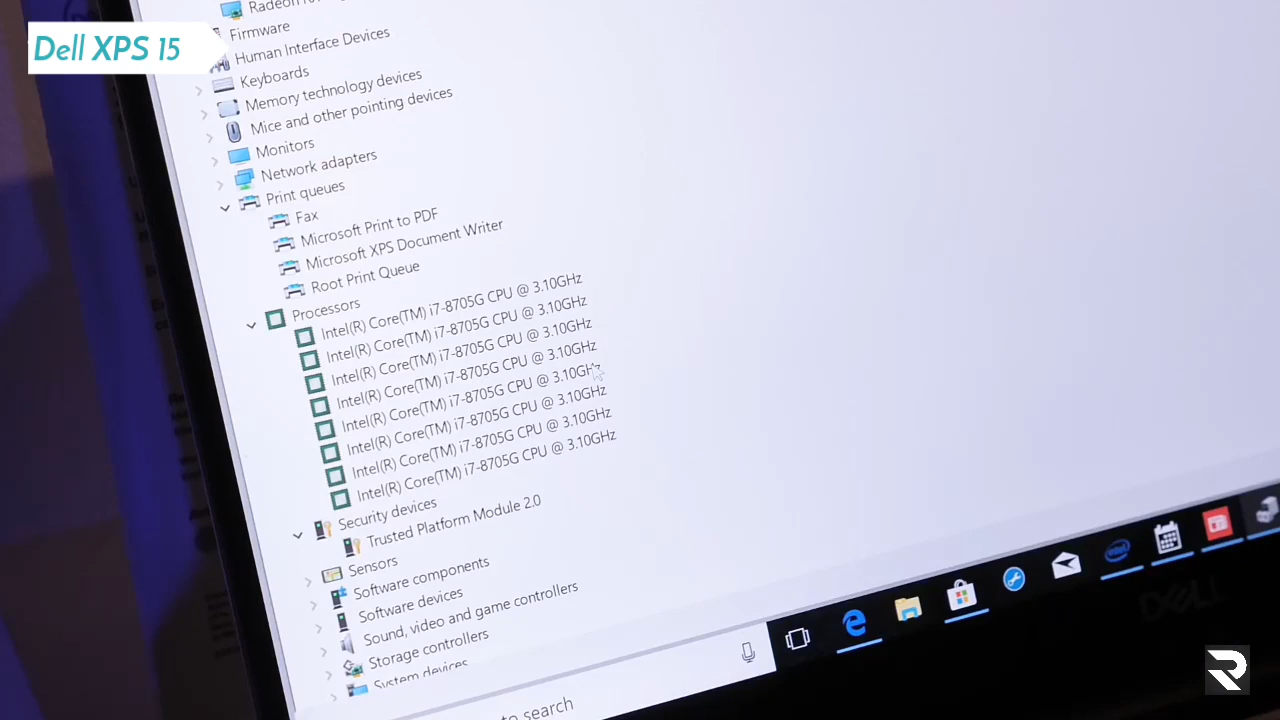 Radeon
Dell XPS 15
Firmware
Human Interface Devices
Keyboards
Memory technology devices
Mice and other pointing devices
Monitors
Network adapters
Print queues
Fax
Microsoft Print to PDF
Microsoft XPS Document Writer
Root Print Queue
Processors
Intel(R) Core(TM) i7-8705G CPU @ 3.10GHz
Intel(R) Core(TM) i7-8705G CPU @ 3.10GHz
Intel(R) Core(TM) i7-8705G CPU @ 3.10GHz
Intel(R) Core(TM) i7-8705G CPU @ 3.10GHz
Intel(R) Core(TM) i7-8705G CPU @ 3.10GHz
Intel(R) Core(TM) i7-8705G CPU @ 3.10GHz
Intel(R) Core(TM) i7-8705G CPU @ 3.10GHz
Intel(R) Core(TM) i7-8705G CPU @ 3.10GHz
Security devices
Trusted Platform Module 2.0
Sensors
Software components
Software devices
Sound, video and game controllers
Storage controllers
System devices
to search
intel
DELL
R